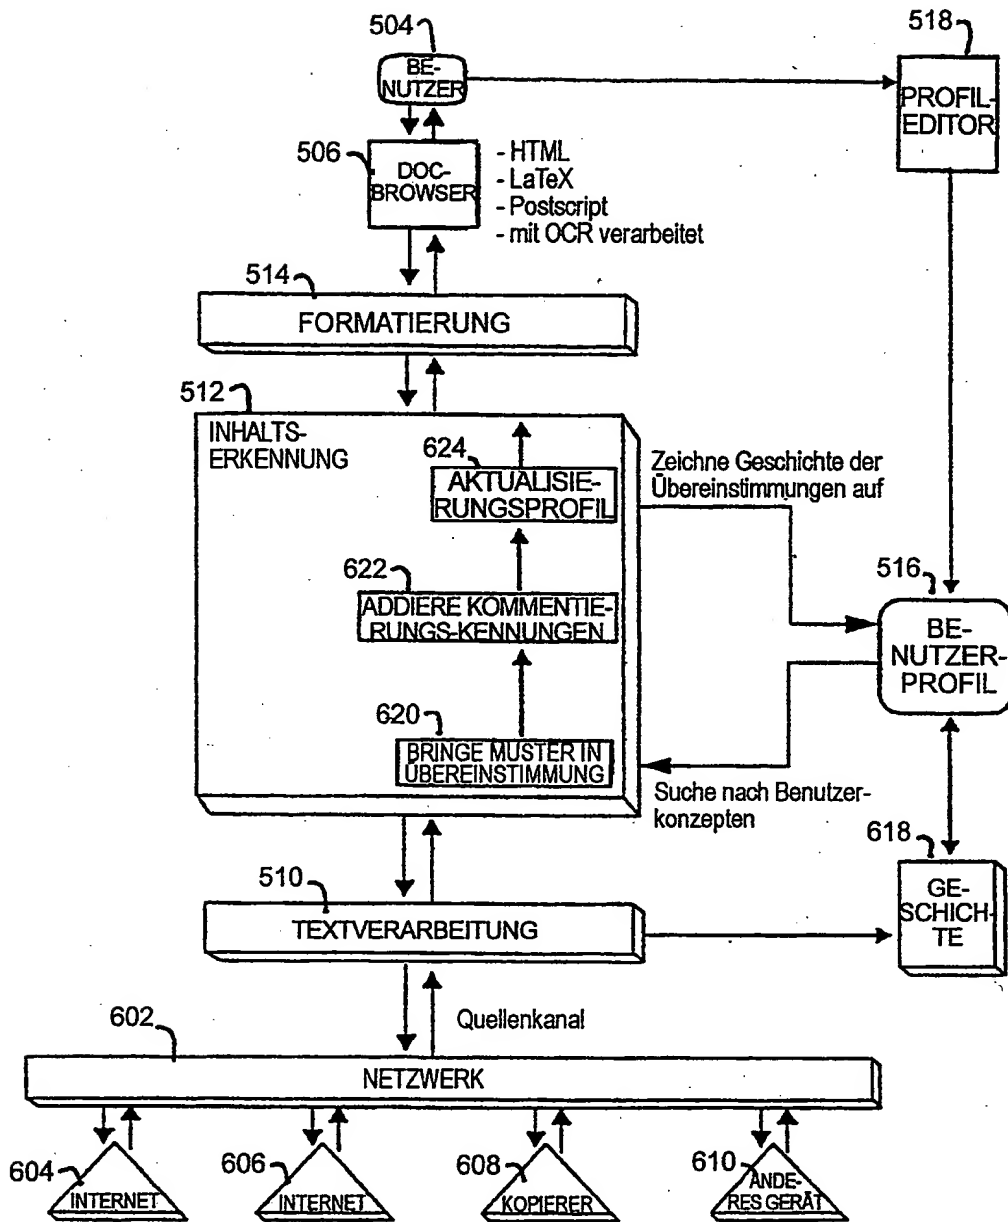 504
BE-
NUTZER
518
PROFIL-
EDITOR
506
DOC-
BROWSER
- HTML
- LaTeX
- Postscript
- mit OCR verarbeitet
514
FORMATIERUNG
512
INHALTS-
ERKENNUNG
624
AKTUALISIE-
RUNGSPROFIL
Zeichne Geschichte der
Übereinstimmungen auf
622
ADDIERE KOMMENTIE-
RUNGS-KENNUNGEN
516
BE-
NUTZER-
PROFIL
620
BRINGE MUSTER IN
ÜBEREINSTIMMUNG
Suche nach Benutzer-
konzepten
618
GE-
SCHICH-
TE
510
TEXTVERARBEITUNG
Quellenkanal
602
NETZWERK
604
INTERNET
606
INTERNET
608
KOPIERER
610
ANDE-
RES GERÄT